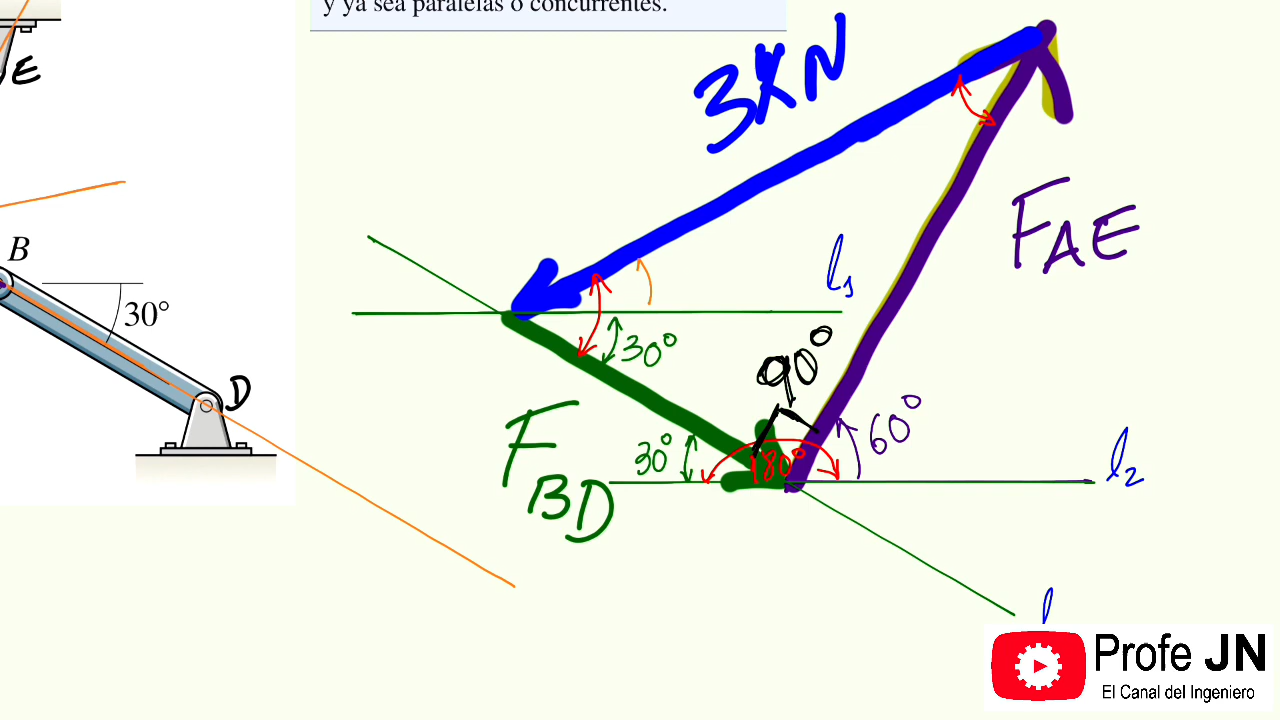 y ya sea paralelas o concurrentes.
E
3KN
FAE
B
l1
30°
30°
90°
D
FBD
30°
180°
60°
l2
l
Profe JN
El Canal del Ingeniero